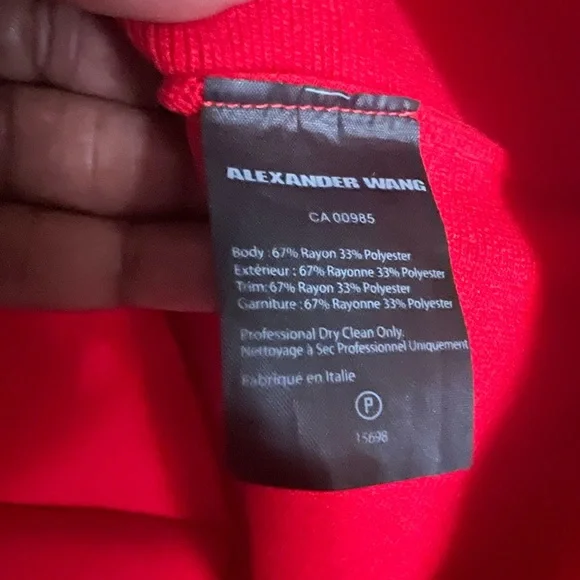 ALEXANDER WANG
CA 00985
Body : 67% Rayon 33% Polyester
Extérieur : 67% Rayonne 33% Polyester
Trim: 67% Rayon 33% Polyester
Garniture : 67% Rayonne 33% Polyester
Professional Dry Clean Only.
Nettoyage à Sec Professionnel Uniquement
Fabriqué en Italie
P
15698